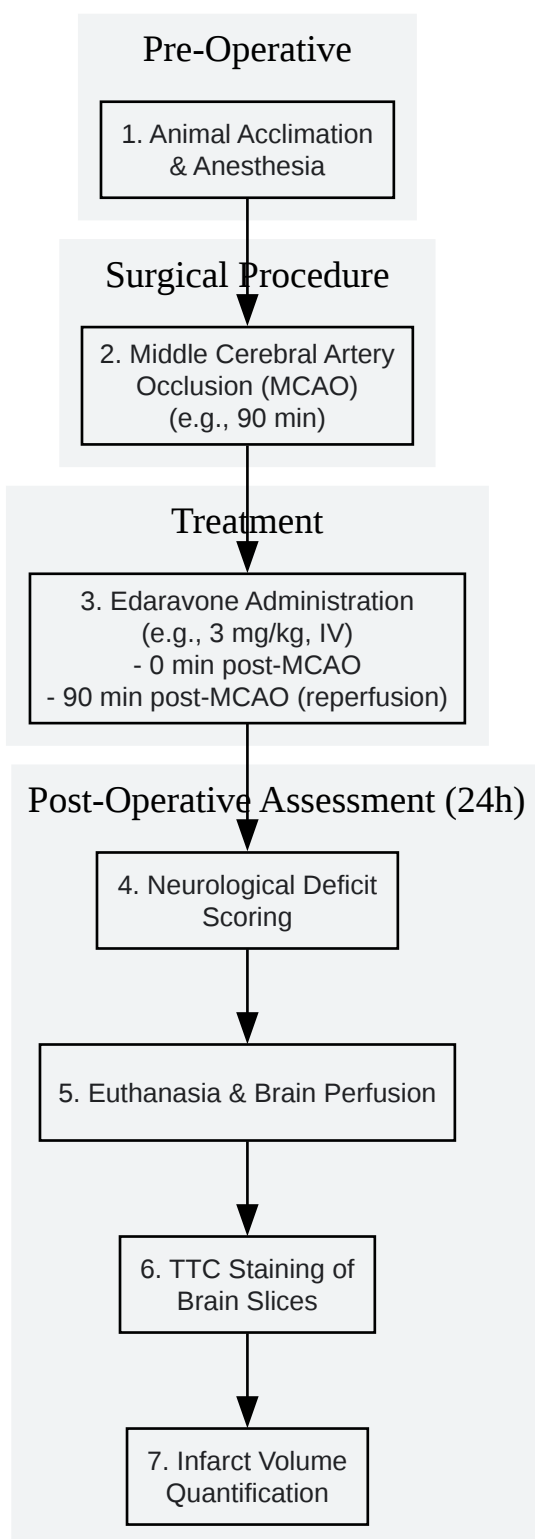 Pre-Operative
1. Animal Acclimation
& Anesthesia
Surgical Procedure
2. Middle Cerebral Artery
Occlusion (MCAO)
(e.g., 90 min)
Treatment
3. Edaravone Administration
(e.g., 3 mg/kg, IV)
- 0 min post-MCAO
- 90 min post-MCAO (reperfusion)
Post-Operative Assessment (24h)
4. Neurological Deficit
Scoring
5. Euthanasia & Brain Perfusion
6. TTC Staining of
Brain Slices
7. Infarct Volume
Quantification